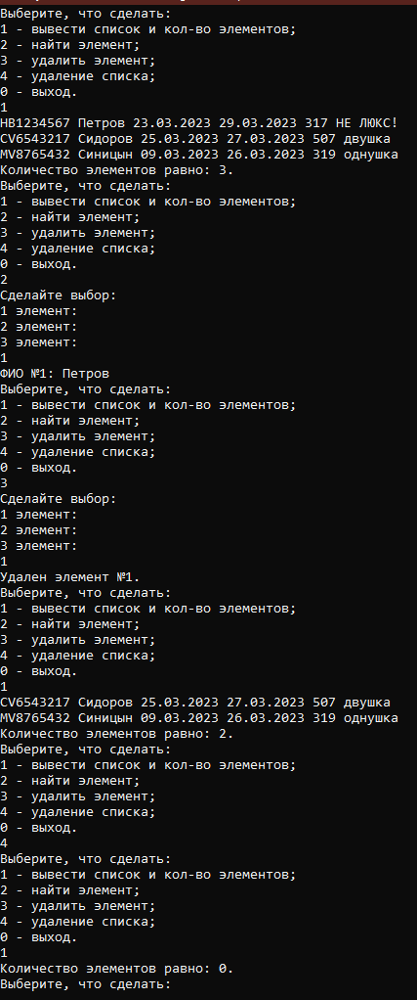 Выберите, что сделать:
1 - вывести список и кол-во элементов;
2 - найти элемент;
3 - удалить элемент;
4 - удаление списка;
0 - выход.
1
HB1234567 Петров 23.03.2023 29.03.2023 317 НЕ ЛЮКС!
CV6543217 Сидоров 25.03.2023 27.03.2023 507 двушка
MV8765432 Синицын 09.03.2023 26.03.2023 319 однушка
Количество элементов равно: 3.
Выберите, что сделать:
1 - вывести список и кол-во элементов;
2 - найти элемент;
3 - удалить элемент;
4 - удаление списка;
0 - выход.
2
Сделайте выбор:
1 элемент:
2 элемент:
3 элемент:
1
ФИО №1: Петров
Выберите, что сделать:
1 - вывести список и кол-во элементов;
2 - найти элемент;
3 - удалить элемент;
4 - удаление списка;
0 - выход.
3
Сделайте выбор:
1 элемент:
2 элемент:
3 элемент:
1
Удален элемент №1.
Выберите, что сделать:
1 - вывести список и кол-во элементов;
2 - найти элемент;
3 - удалить элемент;
4 - удаление списка;
0 - выход.
1
CV6543217 Сидоров 25.03.2023 27.03.2023 507 двушка
MV8765432 Синицын 09.03.2023 26.03.2023 319 однушка
Количество элементов равно: 2.
Выберите, что сделать:
1 - вывести список и кол-во элементов;
2 - найти элемент;
3 - удалить элемент;
4 - удаление списка;
0 - выход.
4
Выберите, что сделать:
1 - вывести список и кол-во элементов;
2 - найти элемент;
3 - удалить элемент;
4 - удаление списка;
0 - выход.
1
Количество элементов равно: 0.
Выберите, что сделать: